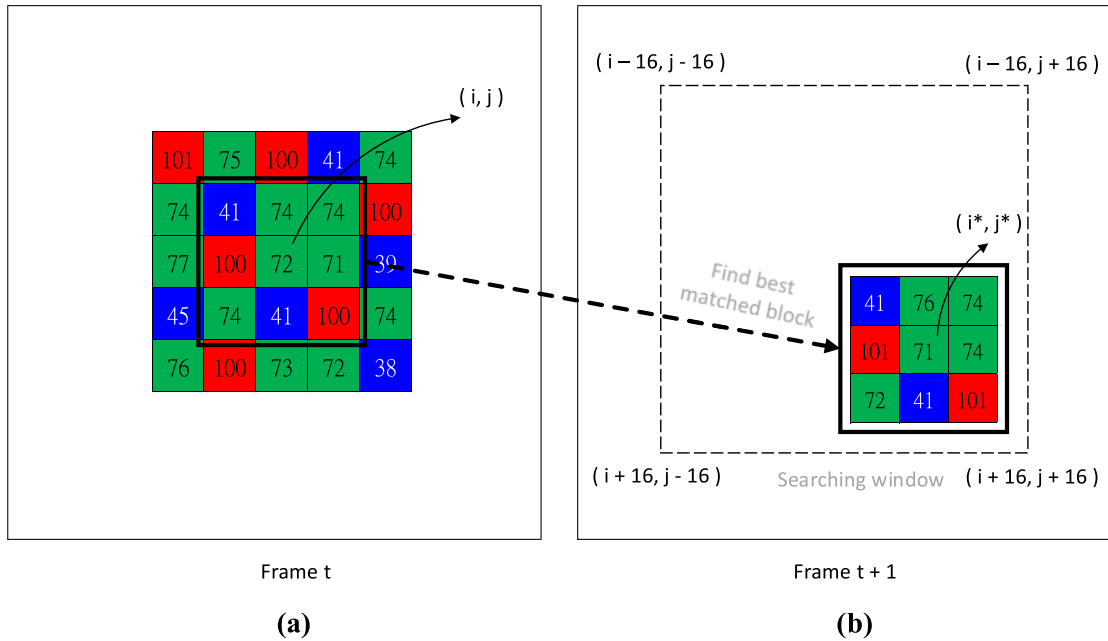 ( i, j )
101 75 100 41 74
74 41 74 74 100
77 100 72 71 39
45 74 41 100 74
76 100 73 72 38
Frame t
(a)
( i – 16, j - 16 )
( i – 16, j + 16 )
( i*, j* )
Find best
matched block
41 76 74
101 71 74
72 41 101
( i + 16, j - 16 )
Searching window
( i + 16, j + 16 )
Frame t + 1
(b)